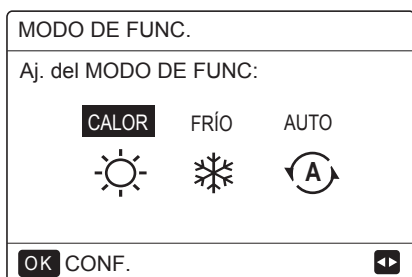 MODO DE FUNC.
Aj. del MODO DE FUNC:
CALOR FRÍO AUTO
A
OK CONF.